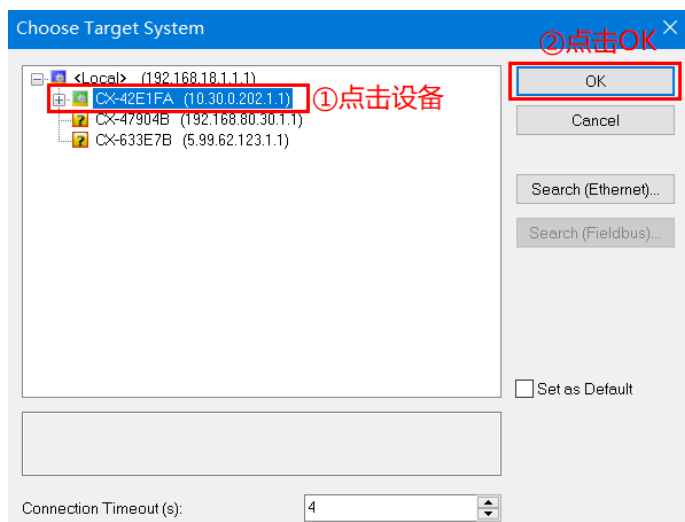 Choose Target System
②点击OK
<Local> (192.168.18.1.1.1)
OK
CX-42E1FA (10.30.0.202.1.1)
①点击设备
CX-47904B (192.168.80.30.1.1)
Cancel
CX-633E7B (5.99.62.123.1.1)
Search (Ethernet)...
Search (Fieldbus)...
Set as Default
Connection Timeout (s):
4